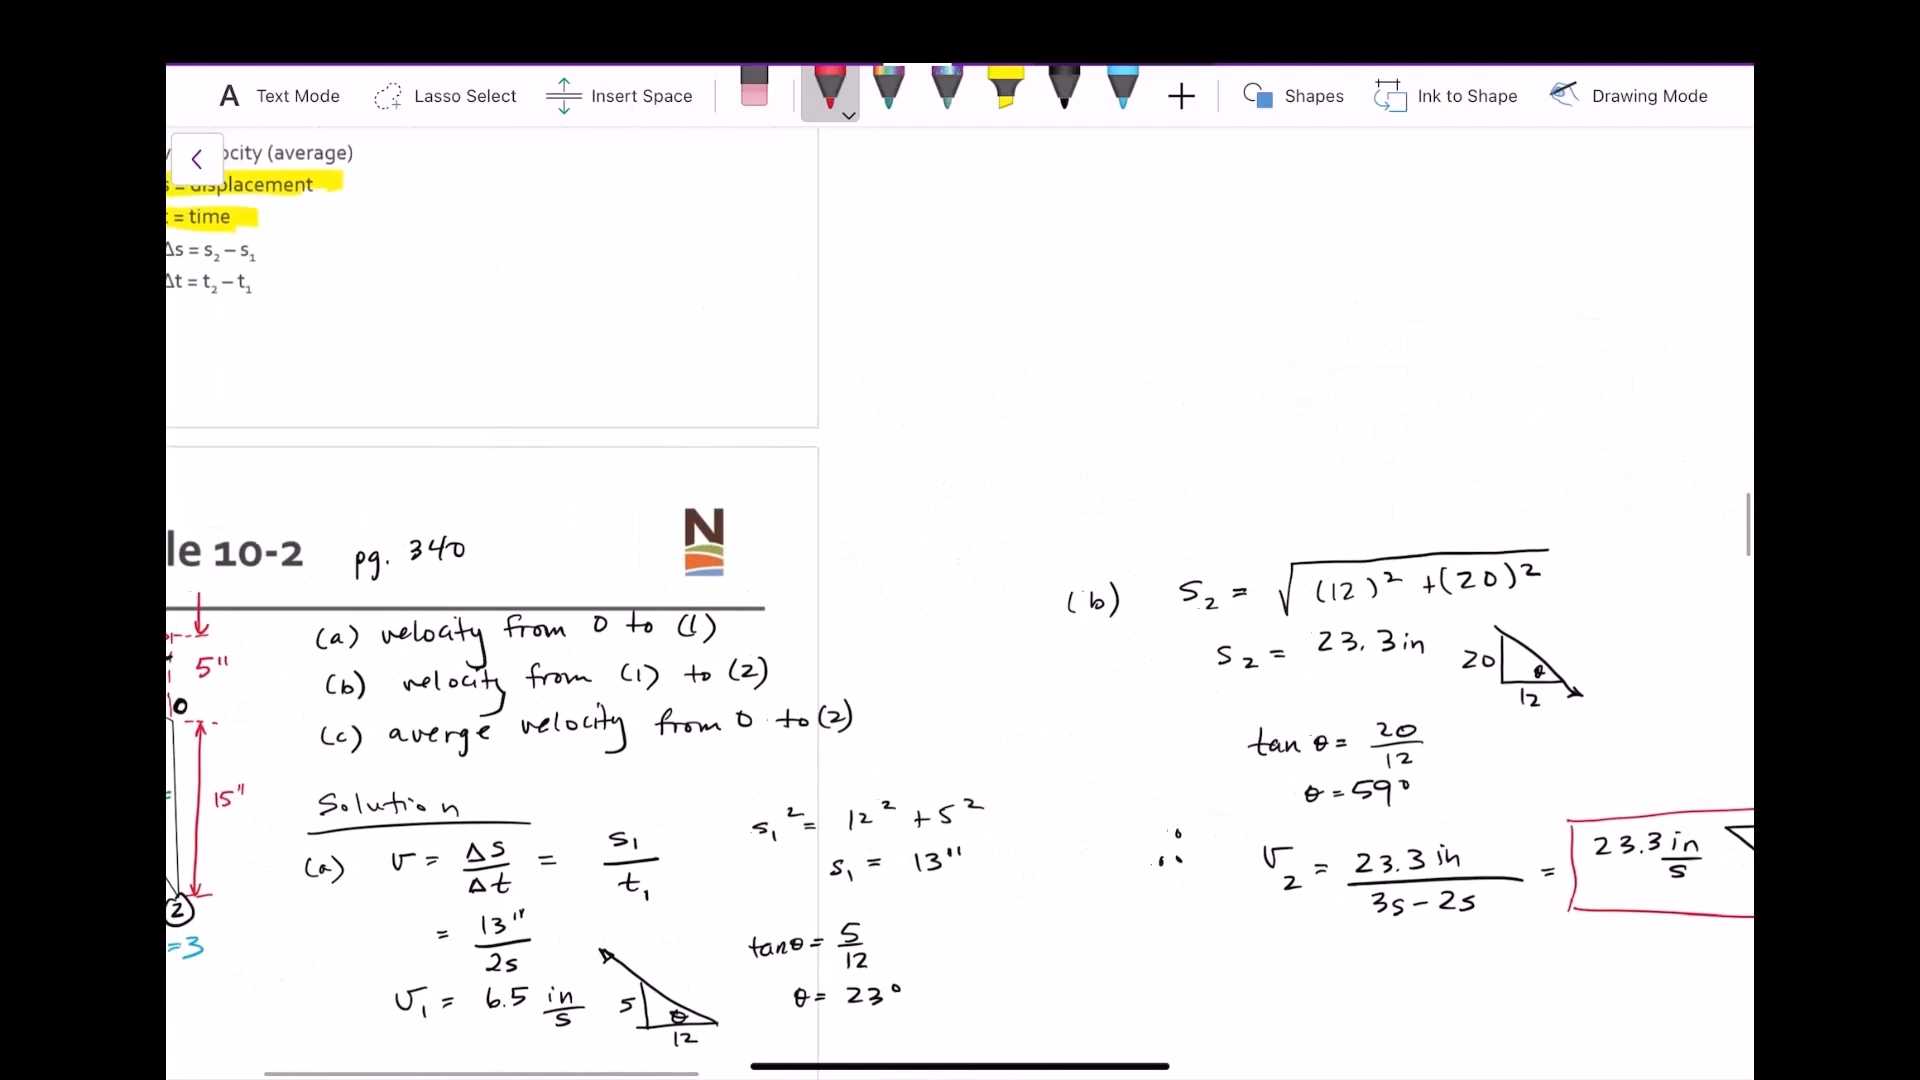 A Text Mode Lasso Select Insert Space Shapes Ink to Shape Drawing Mode
ocity (average)
s = displacement
= time
Δs = s₂ – s₁
Δt = t₂ – t₁
le 10-2 pg. 340
N
5"
0
15"
2
=3
(a) velocity from 0 to (1)
(b) velocity from (1) to (2)
(c) averge velocity from 0 to (2)
Solution
(a) v = Δs/Δt = s₁/t₁
= 13"/2s
v₁ = 6.5 in/s
5
θ
12
s₁² = 12² + 5²
s₁ = 13"
tanθ = 5/12
θ = 23°
(b) s₂ = √(12)² + (20)²
s₂ = 23.3 in
20
θ
12
tan θ = 20/12
θ = 59°
∴ v₂ = 23.3 in/3s – 2s = 23.3 in/s